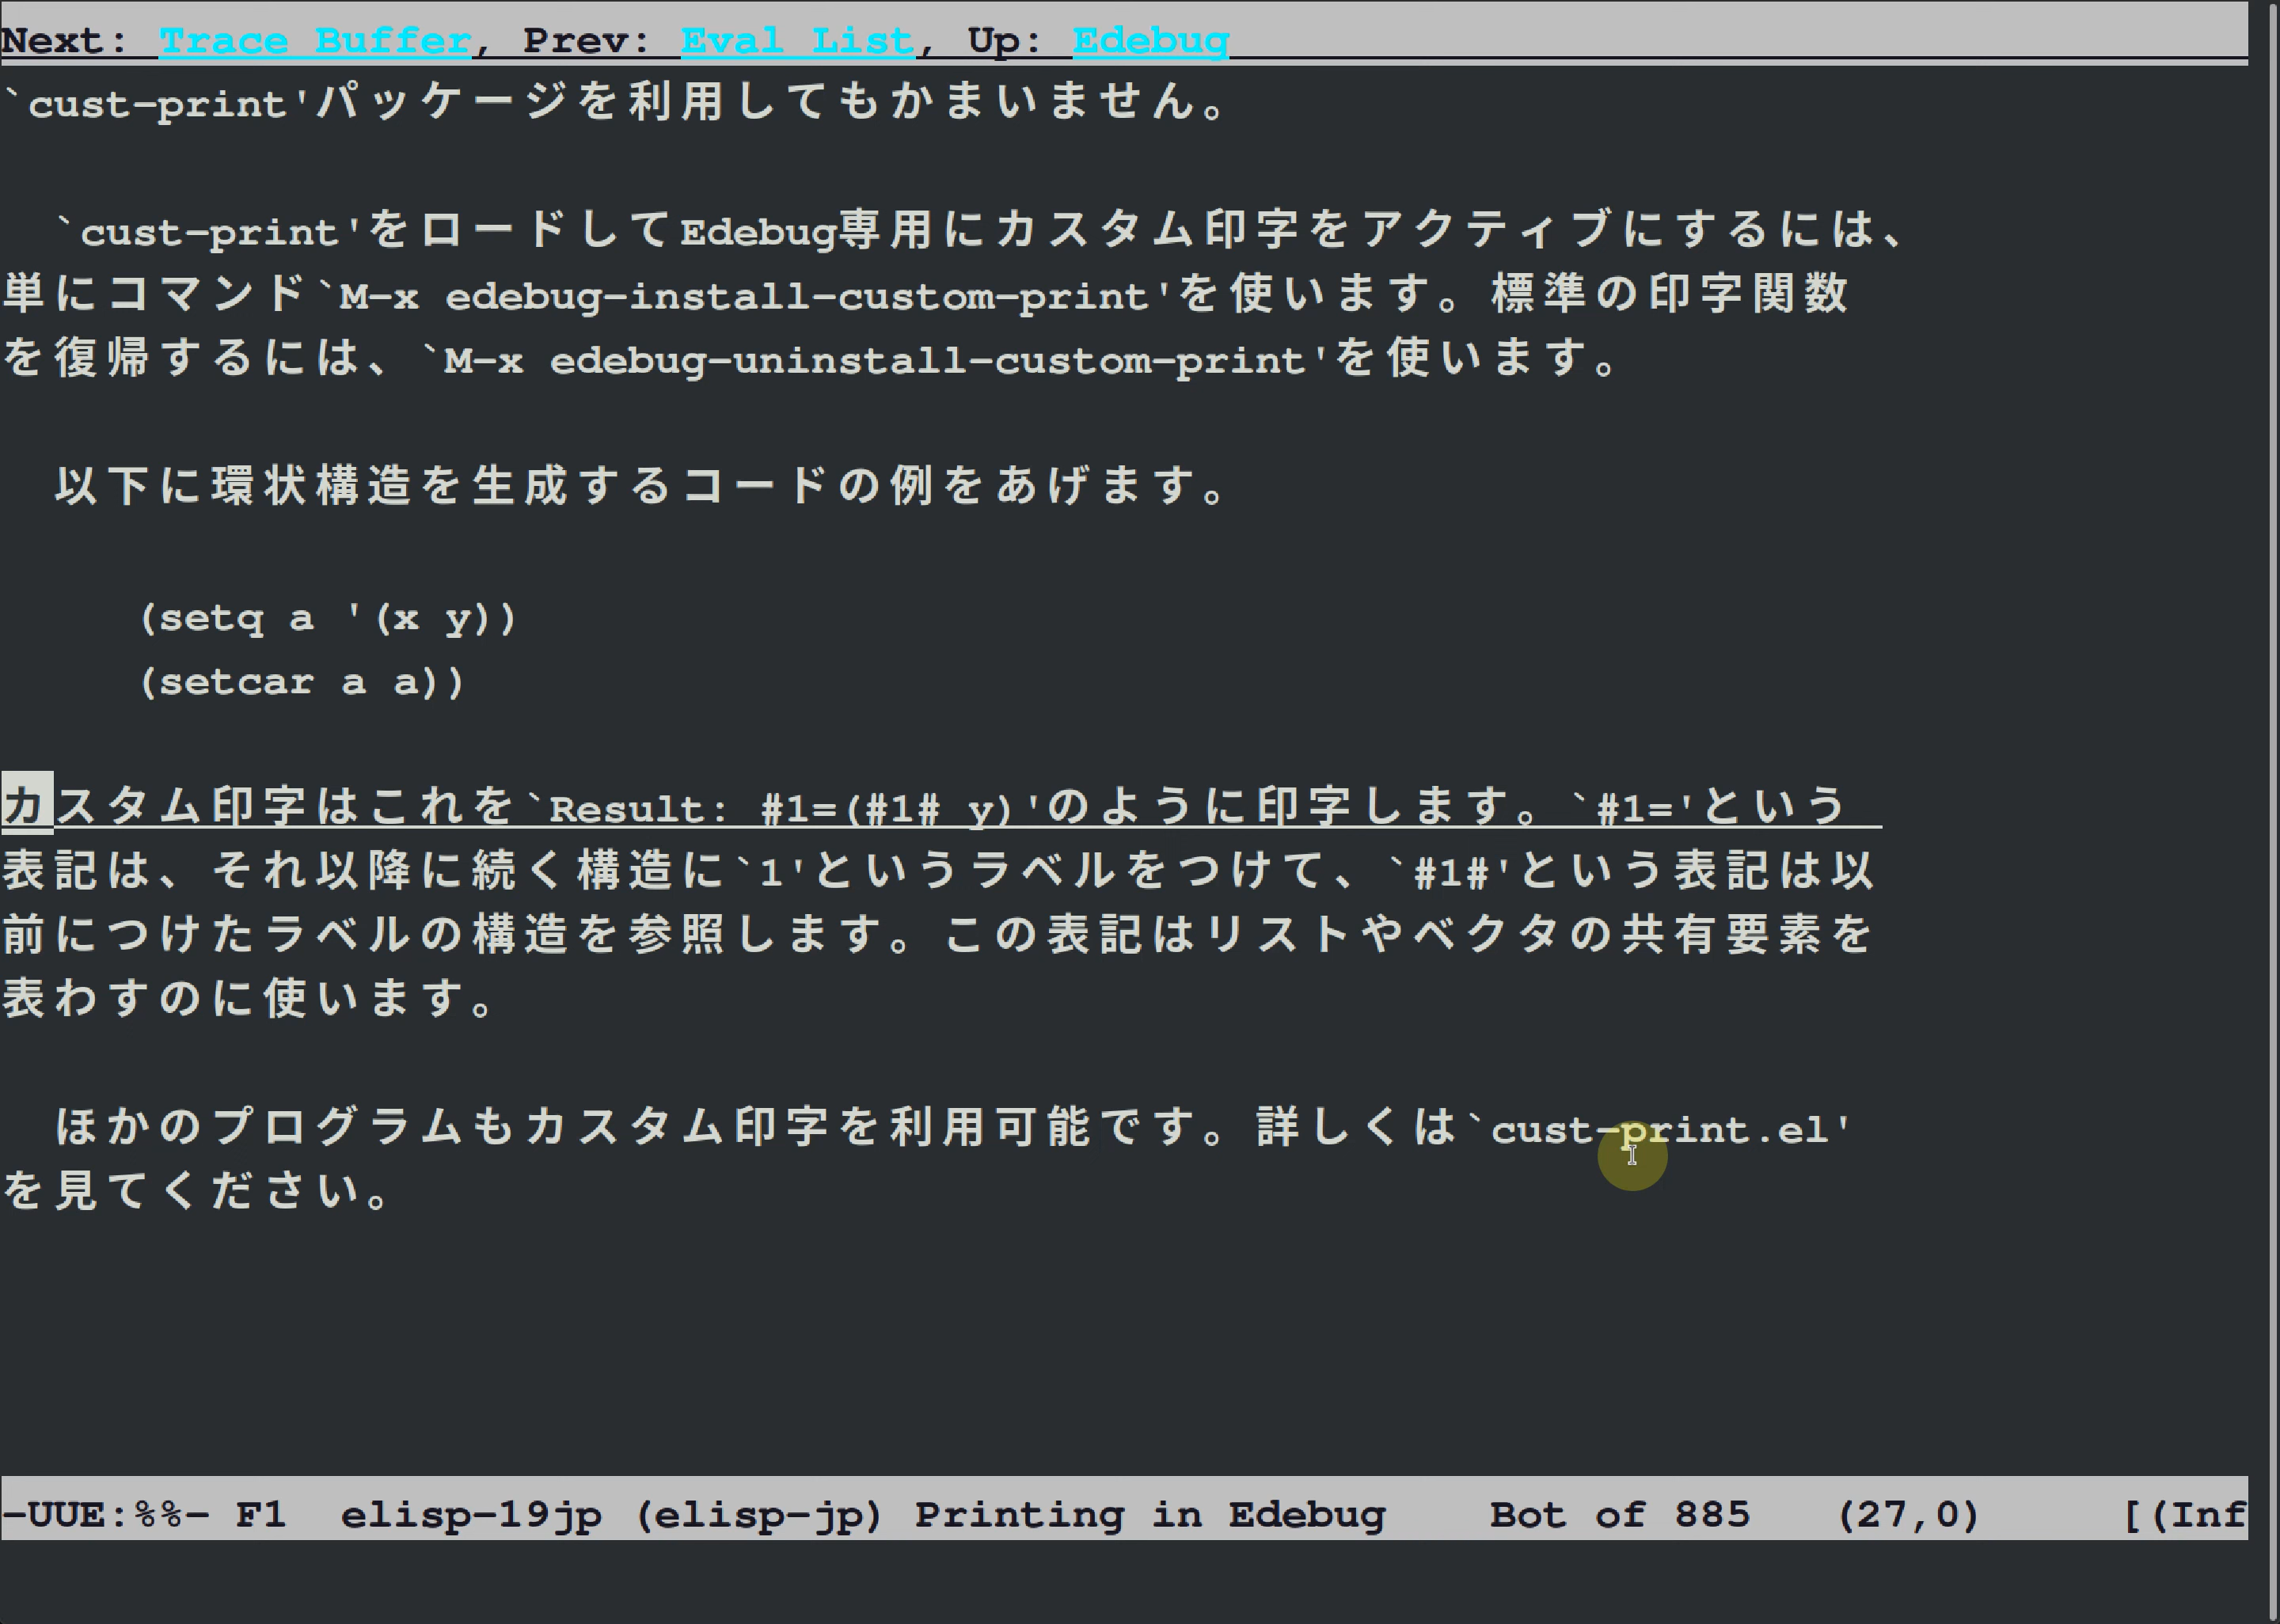 Next: Trace Buffer, Prev: Eval List, Up: Edebug
`cust-print'パッケージを利用してもかまいません。
`cust-print'をロードしてEdebug専用にカスタム印字をアクティブにするには、
単にコマンド`M-x edebug-install-custom-print'を使います。標準の印字関数
を復帰するには、`M-x edebug-uninstall-custom-print'を使います。
以下に環状構造を生成するコードの例をあげます。
(setq a '(x y))
(setcar a a))
カスタム印字はこれを`Result: #1=(#1# y)'のように印字します。`#1='という
表記は、それ以降に続く構造に`1'というラベルをつけて、`#1#'という表記は以
前につけたラベルの構造を参照します。この表記はリストやベクタの共有要素を
表わすのに使います。
ほかのプログラムもカスタム印字を利用可能です。詳しくは`cust-print.el'
を見てください。
-UUE:%%- F1  elisp-19jp (elisp-jp) Printing in Edebug    Bot of 885   (27,0)     [(Inf